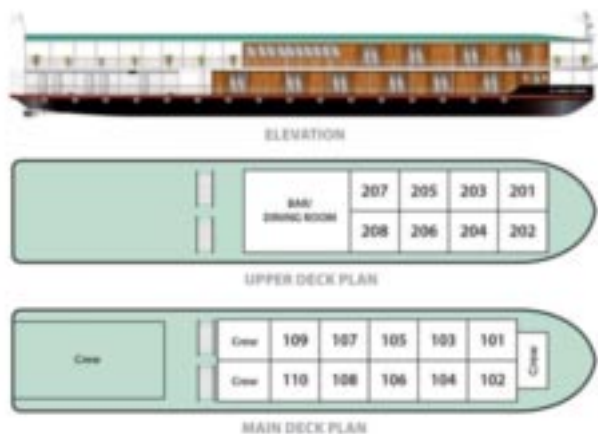 ELEVATION
BAR/
DINING ROOM
207 205 203 201
208 206 204 202
UPPER DECK PLAN
Crew
Crew 109 107 105 103 101
Crew 110 108 106 104 102
Crew
MAIN DECK PLAN